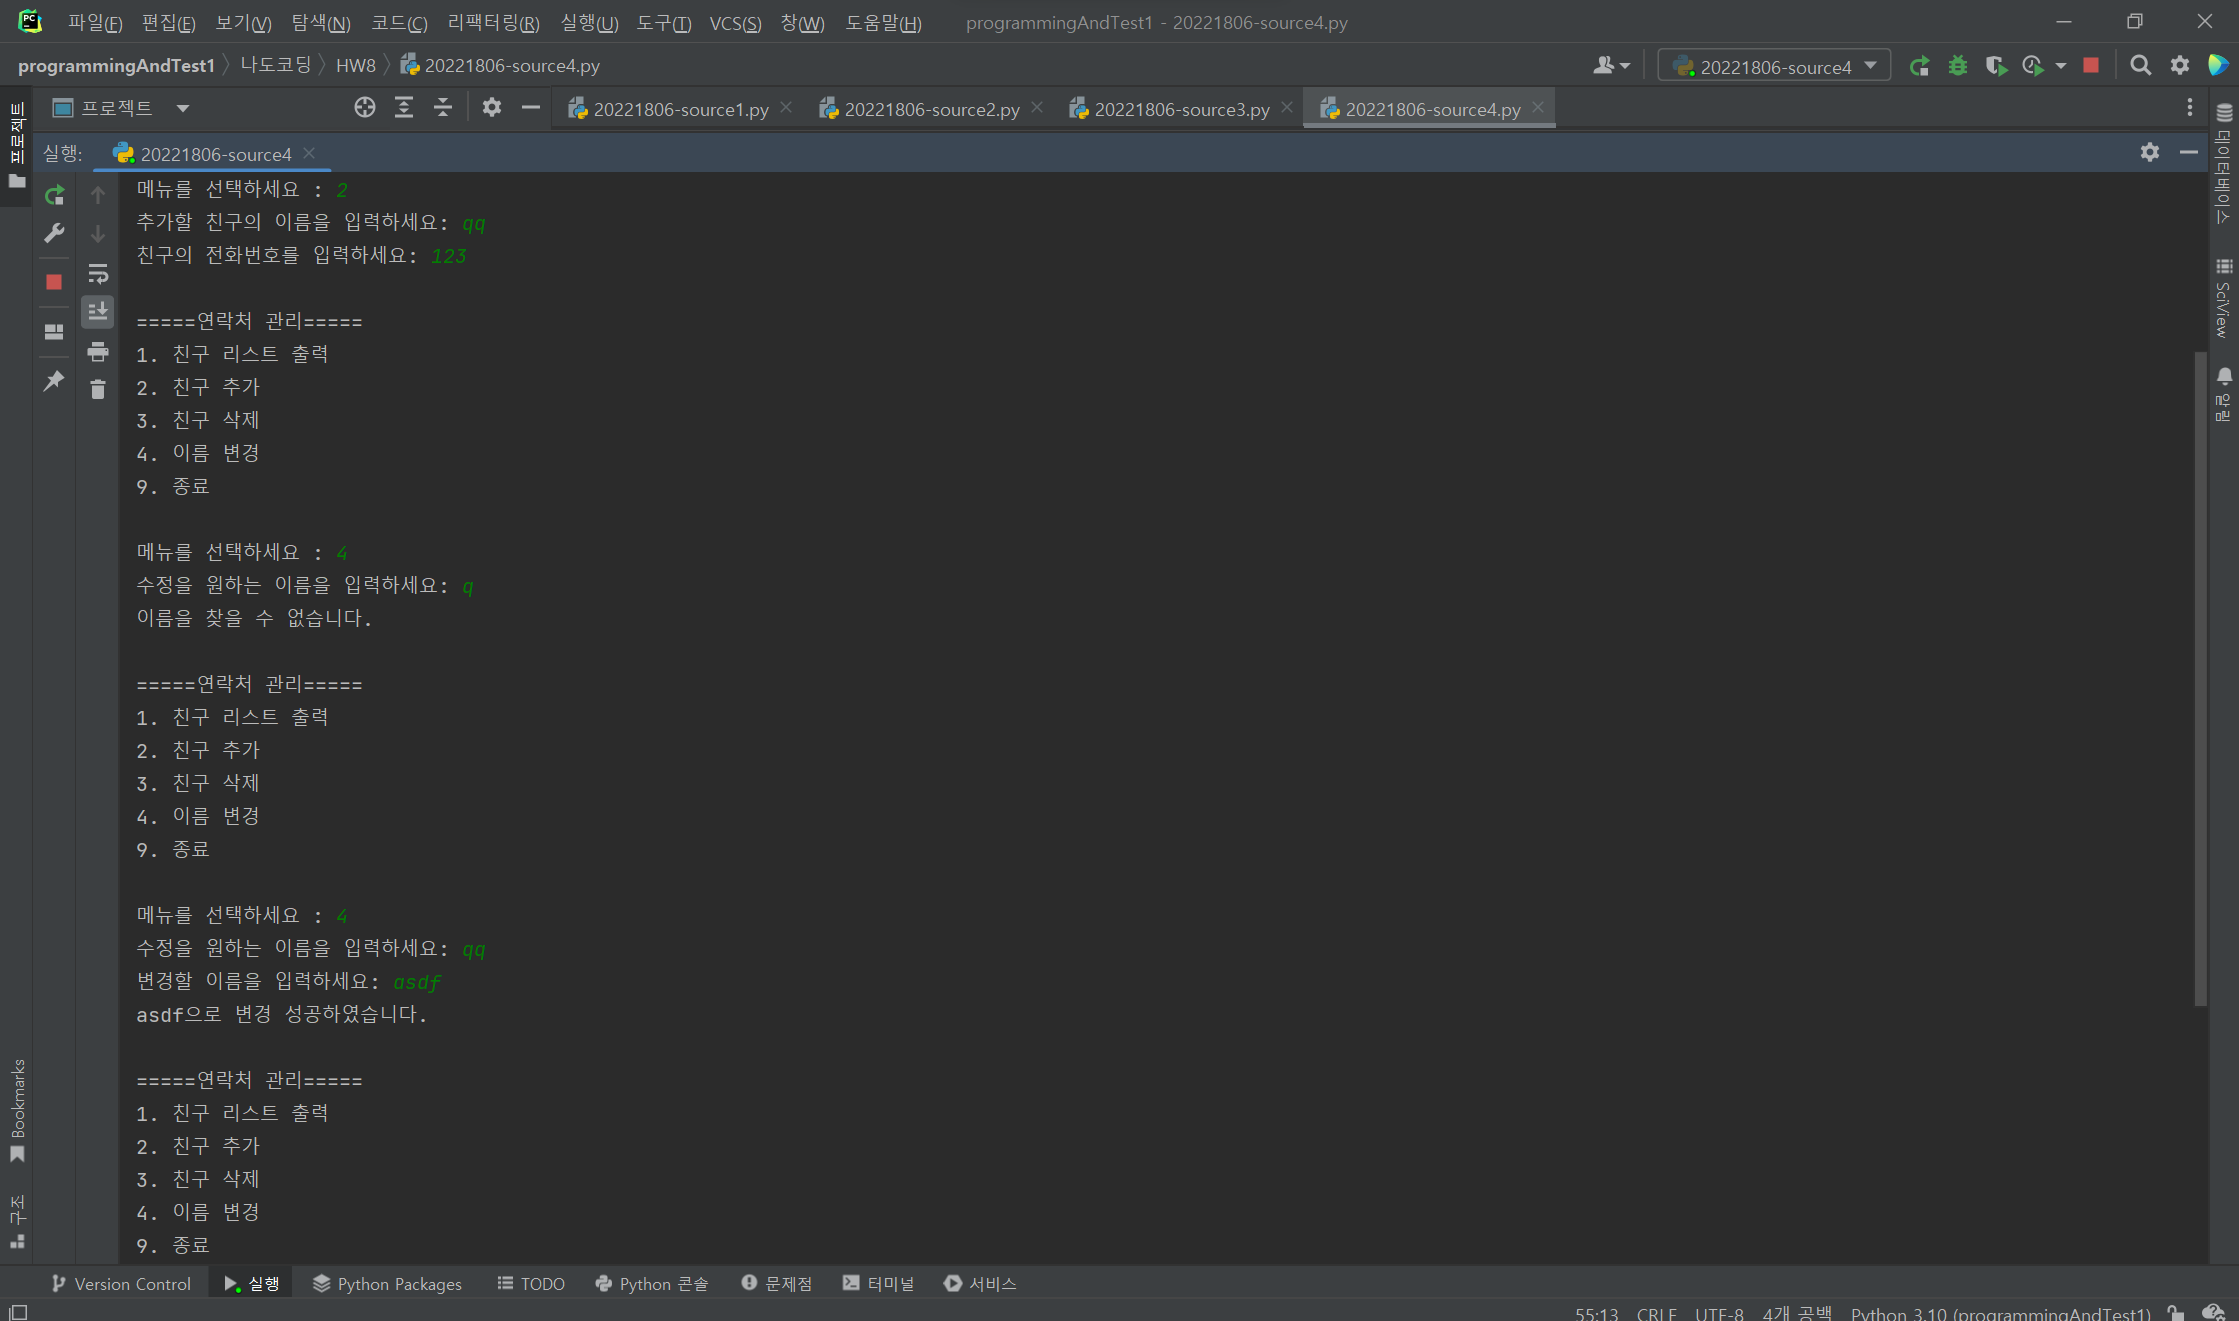 파일(F) 편집(E) 보기(V) 탐색(N) 코드(C) 리팩터링(R) 실행(U) 도구(T) VCS(S) 창(W) 도움말(H) programmingAndTest1 - 20221806-source4.py
programmingAndTest1 나도코딩 HW8 20221806-source4.py 20221806-source4
프로젝트 20221806-source1.py 20221806-source2.py 20221806-source3.py 20221806-source4.py
실행: 20221806-source4
메뉴를 선택하세요 : 2
추가할 친구의 이름을 입력하세요: qq
친구의 전화번호를 입력하세요: 123
=====연락처 관리=====
1. 친구 리스트 출력
2. 친구 추가
3. 친구 삭제
4. 이름 변경
9. 종료
메뉴를 선택하세요 : 4
수정을 원하는 이름을 입력하세요: q
이름을 찾을 수 없습니다.
=====연락처 관리=====
1. 친구 리스트 출력
2. 친구 추가
3. 친구 삭제
4. 이름 변경
9. 종료
메뉴를 선택하세요 : 4
수정을 원하는 이름을 입력하세요: qq
변경할 이름을 입력하세요: asdf
asdf으로 변경 성공하였습니다.
=====연락처 관리=====
1. 친구 리스트 출력
2. 친구 추가
3. 친구 삭제
4. 이름 변경
9. 종료
프로젝트
Bookmarks
구조
데이터베이스
SciView
알림
Version Control 실행 Python Packages TODO Python 콘솔 문제점 터미널 서비스
55:13 CRLF UTF-8 4개 공백 Python 3.10 (programmingAndTest1)